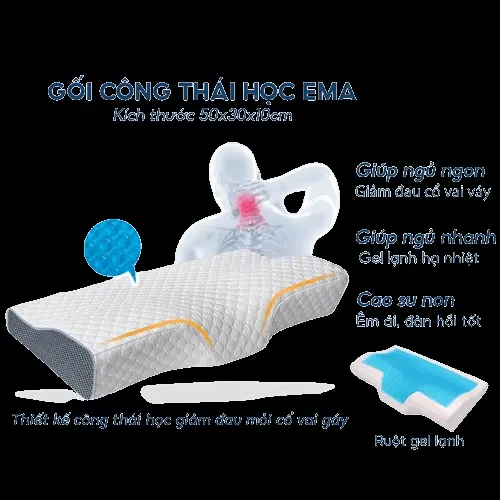 GỐI CÔNG THÁI HỌC EMA
Kích thước 50x30x10cm
Giúp ngủ ngon
Giảm đau cổ vai váy
Giúp ngủ nhanh
Gel lạnh hạ nhiệt
Cao su non
Êm ái, đàn hồi tốt
Thiết kế công thái học giảm đau mỏi cổ vai gáy
Ruột gel lạnh